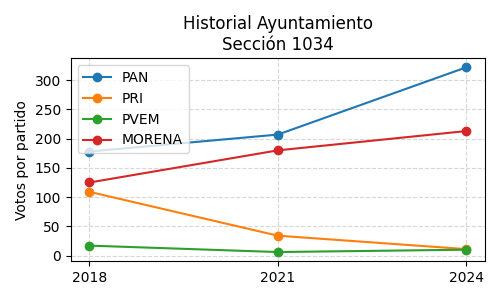 Historial Ayuntamiento
Sección 1034
Votos por partido
300
250
200
150
100
50
0
PAN
PRI
PVEM
MORENA
2018
2021
2024